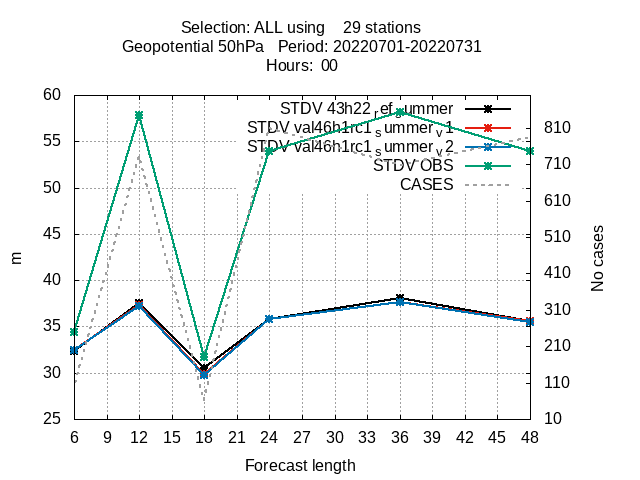 Selection: ALL using 29 stations
Geopotential 50hPa Period: 20220701-20220731
Hours: 00
60
55
50
45
40
35
30
25
m
STDV 43h22_ref_summer
STDV val46h1rc1_summer_v1
STDV val46h1rc1_summer_v2
STDV OBS
CASES
810
710
610
510
410
310
210
110
10
No cases
6 9 12 15 18 21 24 27 30 33 36 39 42 45 48
Forecast length